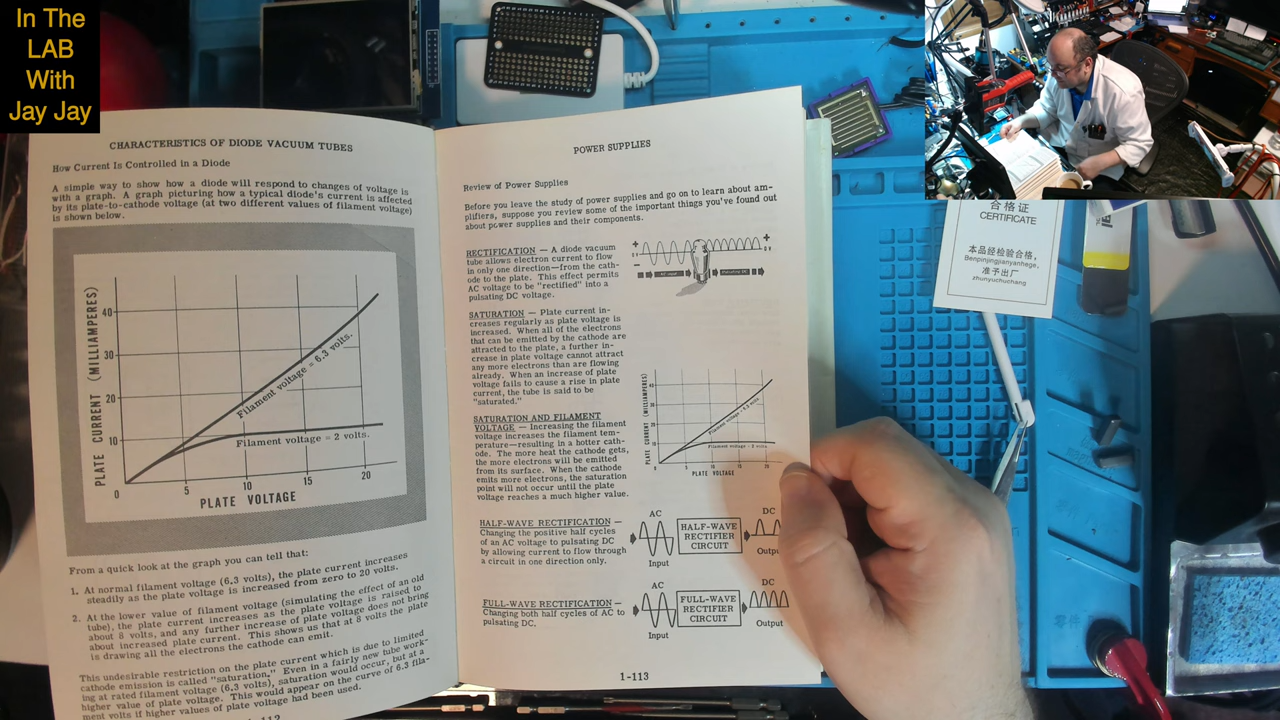 In The
LAB
With
Jay Jay
CHARACTERISTICS OF DIODE VACUUM TUBES
How Current Is Controlled in a Diode
A simple way to show how a diode will respond to changes of voltage is
with a graph. A graph picturing how a typical diode's current is affected
by its plate-to-cathode voltage (at two different values of filament voltage)
is shown below.
PLATE CURRENT (MILLIAMPERES)
40
30
20
10
0
5
10
15
20
Filament voltage = 6.3 volts.
Filament voltage = 2 volts.
PLATE VOLTAGE
From a quick look at the graph you can tell that:
1. At normal filament voltage (6.3 volts), the plate current increases
steadily as the plate voltage is increased from zero to 20 volts.
2. At the lower value of filament voltage (simulating the effect of an old
tube), the plate current increases as the plate voltage is raised to
about 8 volts, and any further increase of plate voltage does not bring
about increased plate current. This shows us that at 8 volts the plate
is drawing all the electrons the cathode can emit.
This undesirable restriction on the plate current which is due to limited
cathode emission is called "saturation." Even in a fairly new tube work-
ing at rated filament voltage (6.3 volts), saturation would occur, but at a
higher value of plate voltage. This would appear on the curve of 6.3 fila-
ment volts if higher values of plate voltage had been used.
POWER SUPPLIES
Review of Power Supplies
Before you leave the study of power supplies and go on to learn about am-
plifiers, suppose you review some of the important things you've found out
about power supplies and their components.
RECTIFICATION — A diode vacuum
tube allows electron current to flow
in only one direction—from the cath-
ode to the plate. This effect permits
AC voltage to be "rectified" into a
pulsating DC voltage.
SATURATION — Plate current in-
creases regularly as plate voltage is
increased. When all of the electrons
that can be emitted by the cathode are
attracted to the plate, a further in-
crease in plate voltage cannot attract
any more electrons than are flowing
already. When an increase of plate
voltage fails to cause a rise in plate
current, the tube is said to be
"saturated."
PLATE CURRENT (MILLIAMPERES)
PLATE VOLTAGE
SATURATION AND FILAMENT
VOLTAGE — Increasing the filament
voltage increases the filament tem-
perature—resulting in a hotter cath-
ode. The more heat the cathode gets,
the more electrons will be emitted
from its surface. When the cathode
emits more electrons, the saturation
point will not occur until the plate
voltage reaches a much higher value.
HALF-WAVE RECTIFICATION —
Changing the positive half cycles
of an AC voltage to pulsating DC
by allowing current to flow through
a circuit in one direction only.
AC
Input
HALF-WAVE
RECTIFIER
CIRCUIT
DC
Outpu
FULL-WAVE RECTIFICATION —
Changing both half cycles of AC to
pulsating DC.
AC
Input
FULL-WAVE
RECTIFIER
CIRCUIT
DC
Output
1-113
合格证
CERTIFICATE
本品经检验合格,
Benpinjingjianyanhege,
准予出厂
zhunyuchuchang
零件